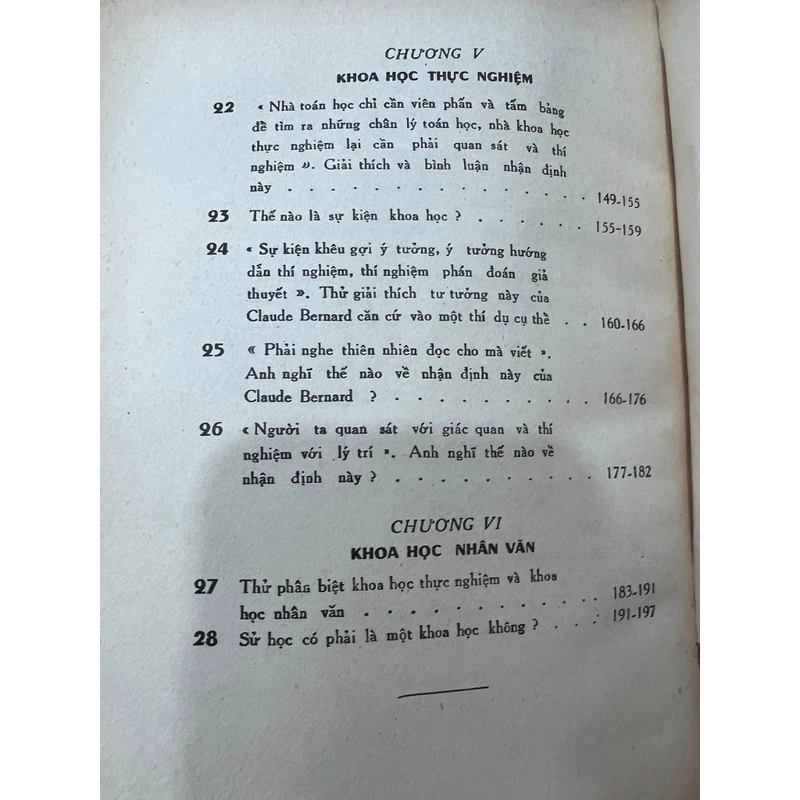 CHƯƠNG V
KHOA HỌC THỰC NGHIỆM
22 « Nhà toán học chỉ cần viên phấn và tấm bảng
để tìm ra những chân lý toán học, nhà khoa học
thực nghiệm lại cần phải quan sát và thí
nghiệm ». Giải thích và bình luận nhận định
này . . . . . . . . . . . . . . 149-155
23 Thế nào là sự kiện khoa học ? . . . . . . 155-159
24 « Sự kiện khêu gợi ý tưởng, ý tưởng hướng
dẫn thí nghiệm, thí nghiệm phán đoán giả
thuyết ». Thử giải thích tư tưởng này của
Claude Bernard căn cứ vào một thí dụ cụ thể . . 160-166
25 « Phải nghe thiên nhiên đọc cho mà viết ».
Anh nghĩ thế nào về nhận định này của
Claude Bernard ? . . . . . . . . . . 166-176
26 « Người ta quan sát với giác quan và thí
nghiệm với lý trí ». Anh nghĩ thế nào về
nhận định này ? . . . . . . . . . . 177-182
CHƯƠNG VI
KHOA HỌC NHÂN VĂN
27 Thử phân biệt khoa học thực nghiệm và khoa
học nhân văn . . . . . . . . . . . 183-191
28 Sử học có phải là một khoa học không ? . . . 191-197